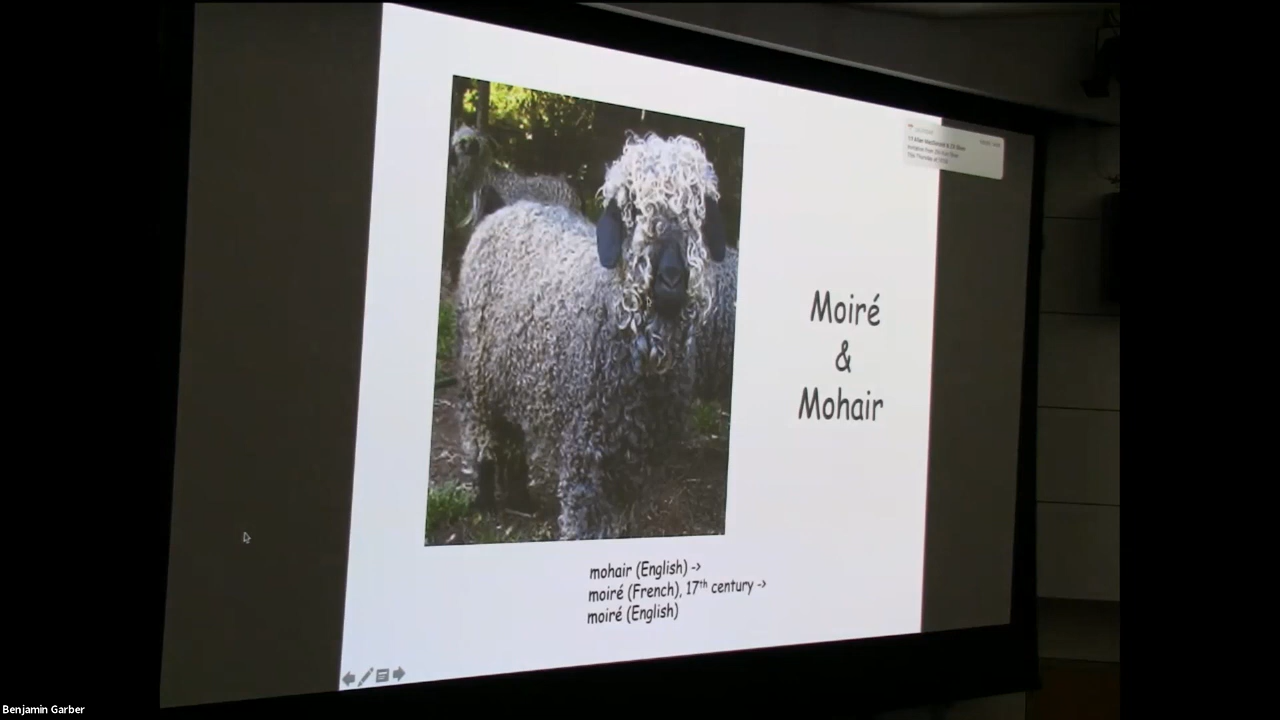 Moiré
&
Mohair
mohair (English) ->
moiré (French), 17th century ->
moiré (English)
Benjamin Garber